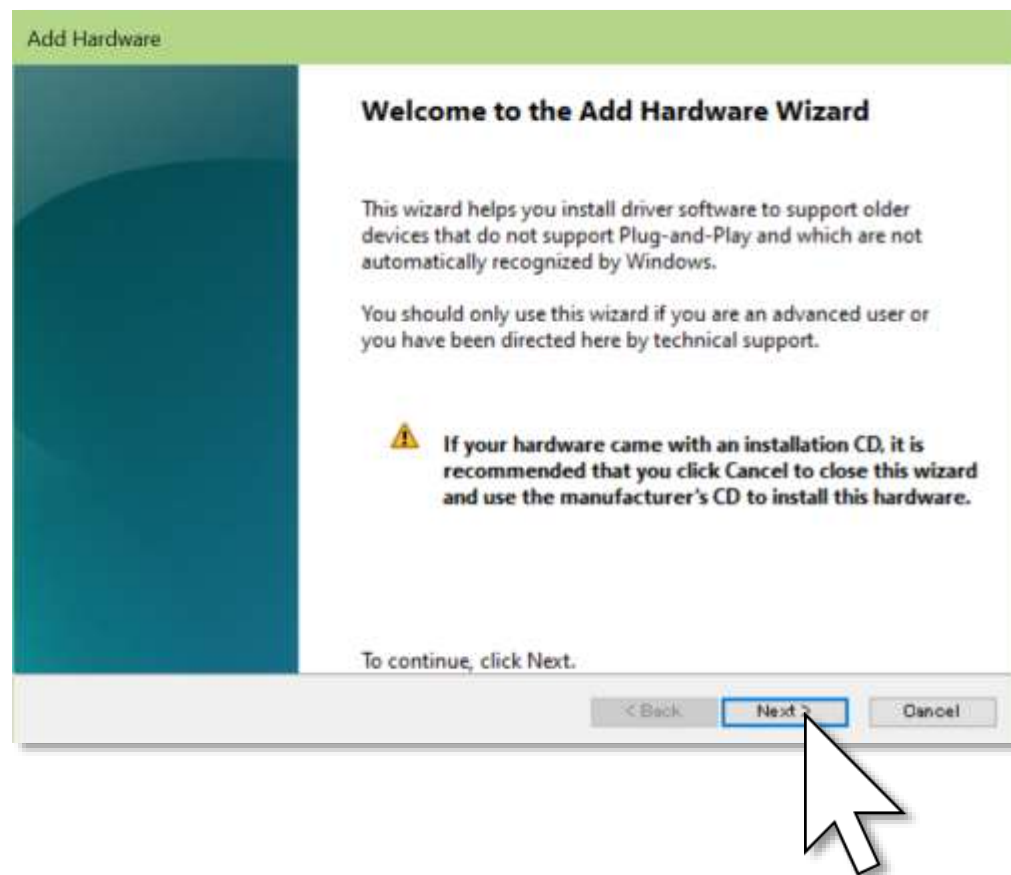 Add Hardware
Welcome to the Add Hardware Wizard
This wizard helps you install driver software to support older
devices that do not support Plug-and-Play and which are not
automatically recognized by Windows.
You should only use this wizard if you are an advanced user or
you have been directed here by technical support.
If your hardware came with an installation CD, it is
recommended that you click Cancel to close this wizard
and use the manufacturer's CD to install this hardware.
To continue, click Next.
< Back Next > Cancel